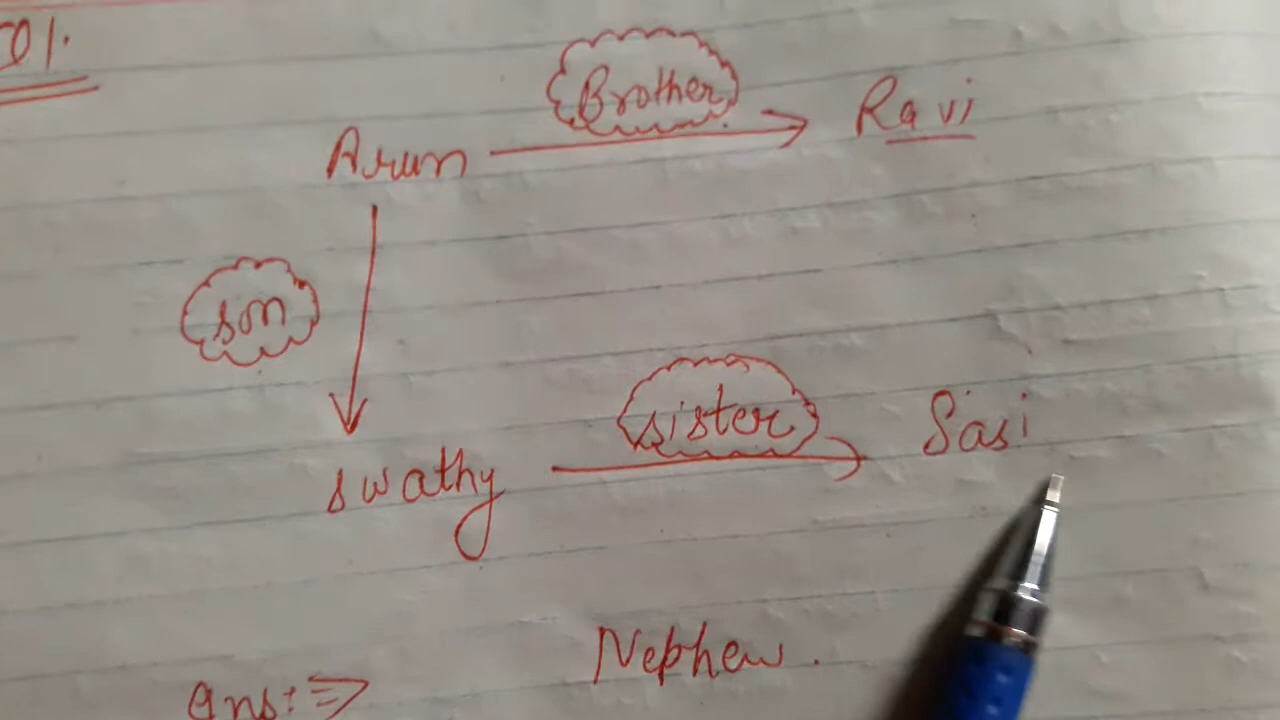 01.
Brother
Arun Ravi
son
sister
swathy Sasi
Nephew.
Ans:⇒